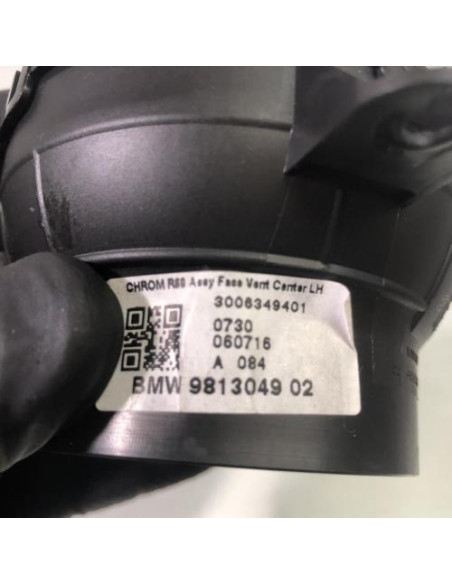 CHROM R56 Assy Face Vent Center LH
3006349401
0730
060716
A 084
BMW 9813049 02